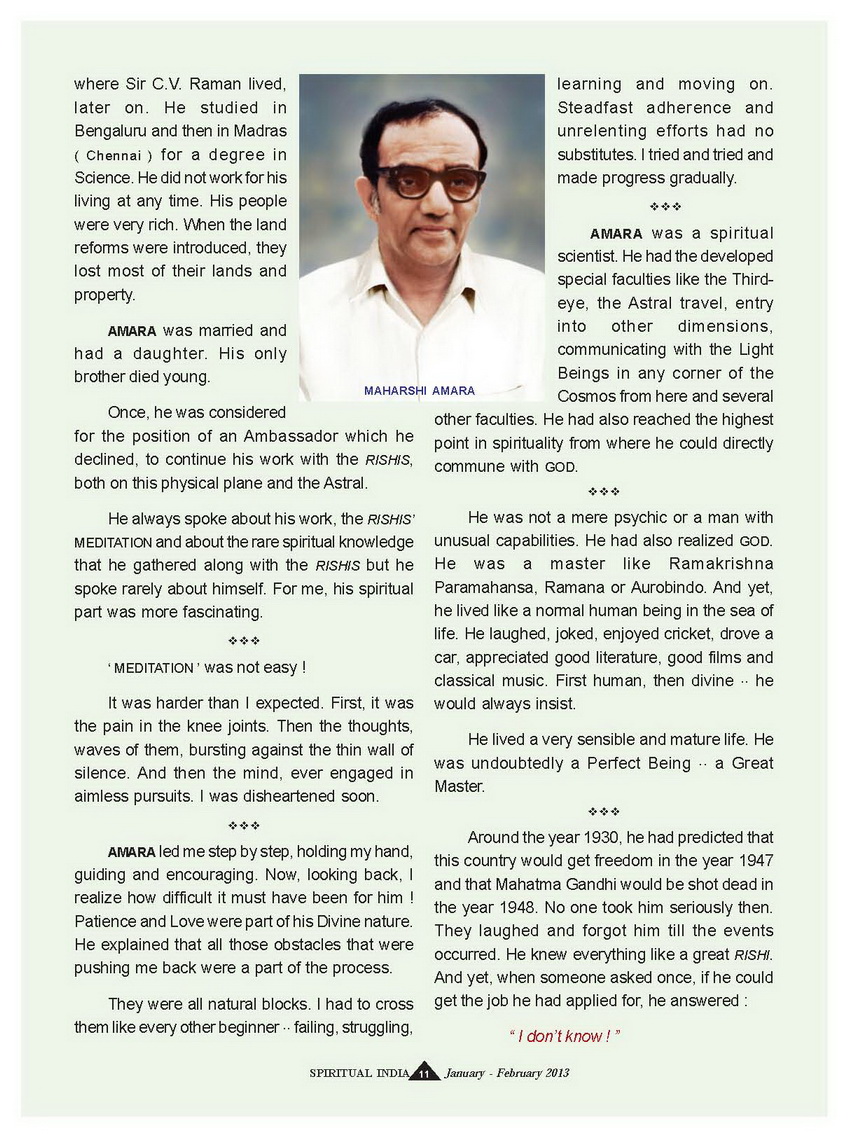 where Sir C.V. Raman lived,
later on. He studied in
Bengaluru and then in Madras
( Chennai ) for a degree in
Science. He did not work for his
living at any time. His people
were very rich. When the land
reforms were introduced, they
lost most of their lands and
property.
AMARA was married and
had a daughter. His only
brother died young.
Once, he was considered
for the position of an Ambassador which he
declined, to continue his work with the RISHIS,
both on this physical plane and the Astral.
He always spoke about his work, the RISHIS'
MEDITATION and about the rare spiritual knowledge
that he gathered along with the RISHIS but he
spoke rarely about himself. For me, his spiritual
part was more fascinating.
❖❖❖
‘ MEDITATION ’ was not easy !
It was harder than I expected. First, it was
the pain in the knee joints. Then the thoughts,
waves of them, bursting against the thin wall of
silence. And then the mind, ever engaged in
aimless pursuits. I was disheartened soon.
❖❖❖
AMARA led me step by step, holding my hand,
guiding and encouraging. Now, looking back, I
realize how difficult it must have been for him !
Patience and Love were part of his Divine nature.
He explained that all those obstacles that were
pushing me back were a part of the process.
They were all natural blocks. I had to cross
them like every other beginner -- failing, struggling,
MAHARSHI AMARA
learning and moving on.
Steadfast adherence and
unrelenting efforts had no
substitutes. I tried and tried and
made progress gradually.
❖❖❖
AMARA was a spiritual
scientist. He had the developed
special faculties like the Third-
eye, the Astral travel, entry
into other dimensions,
communicating with the Light
Beings in any corner of the
Cosmos from here and several
other faculties. He had also reached the highest
point in spirituality from where he could directly
commune with GOD.
❖❖❖
He was not a mere psychic or a man with
unusual capabilities. He had also realized GOD.
He was a master like Ramakrishna
Paramahansa, Ramana or Aurobindo. And yet,
he lived like a normal human being in the sea of
life. He laughed, joked, enjoyed cricket, drove a
car, appreciated good literature, good films and
classical music. First human, then divine -- he
would always insist.
He lived a very sensible and mature life. He
was undoubtedly a Perfect Being -- a Great
Master.
❖❖❖
Around the year 1930, he had predicted that
this country would get freedom in the year 1947
and that Mahatma Gandhi would be shot dead in
the year 1948. No one took him seriously then.
They laughed and forgot him till the events
occurred. He knew everything like a great RISHI.
And yet, when someone asked once, if he could
get the job he had applied for, he answered :
“ I don't know ! ”
SPIRITUAL INDIA 11 January - February 2013